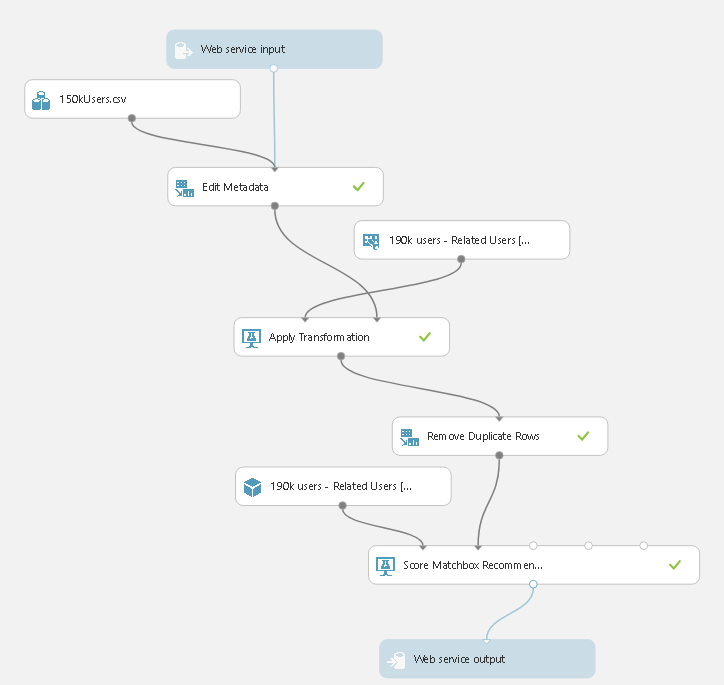 Web service input
150kUsers.csv
Edit Metadata
190k users - Related Users [...
Apply Transformation
Remove Duplicate Rows
190k users - Related Users [...
Score Matchbox Recommen...
Web service output